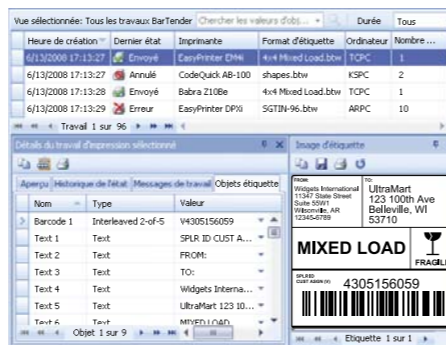 Vue sélectionnée: Tous les travaux BarTender Chercher les valeurs d'obj... Durée Tous
Heure de création Dernier état Imprimante Format d'étiquette Ordinateur Nombre ...
6/13/2008 17:13:27 Envoyé EasyPrinter EM4i 4x4 Mixed Load.btw TCPC 1
6/13/2008 17:13:27 Annulé CodeQuick AB-100 shapes.btw KSPC 2
6/13/2008 17:13:28 Envoyé Babra Z10Be 4x4 Mixed Load.btw TCPC 1
6/13/2008 17:13:29 Erreur EasyPrinter DPXi SGTIN-96.btw ARPC 10
Travail 1 sur 96
Détails du travail d'impression sélectionné
Aperçu Historique de l'état Messages de travail Objets étiquette
Nom Type Valeur
Barcode 1 Interleaved 2-of-5 V4305156059
Text 1 Text SPLR ID CUST A...
Text 2 Text FROM:
Text 3 Text TO:
Text 4 Text Widgets Interna...
Text 5 Text UltraMart 123 10...
Text 6 Text MIXED LOAD
Objet 1 sur 9
Image d'étiquette
FROM:
Widgets International
11347 State Street
Suite 55W1
Wilsonville, AR
12345-6789
TO:
UltraMart
123 100th Ave
Belleville, WI
53710
MIXED LOAD
FRAGIL
SPLR ID
CUST ASIGN (V)
4305156059
Etiquette 1 sur 1